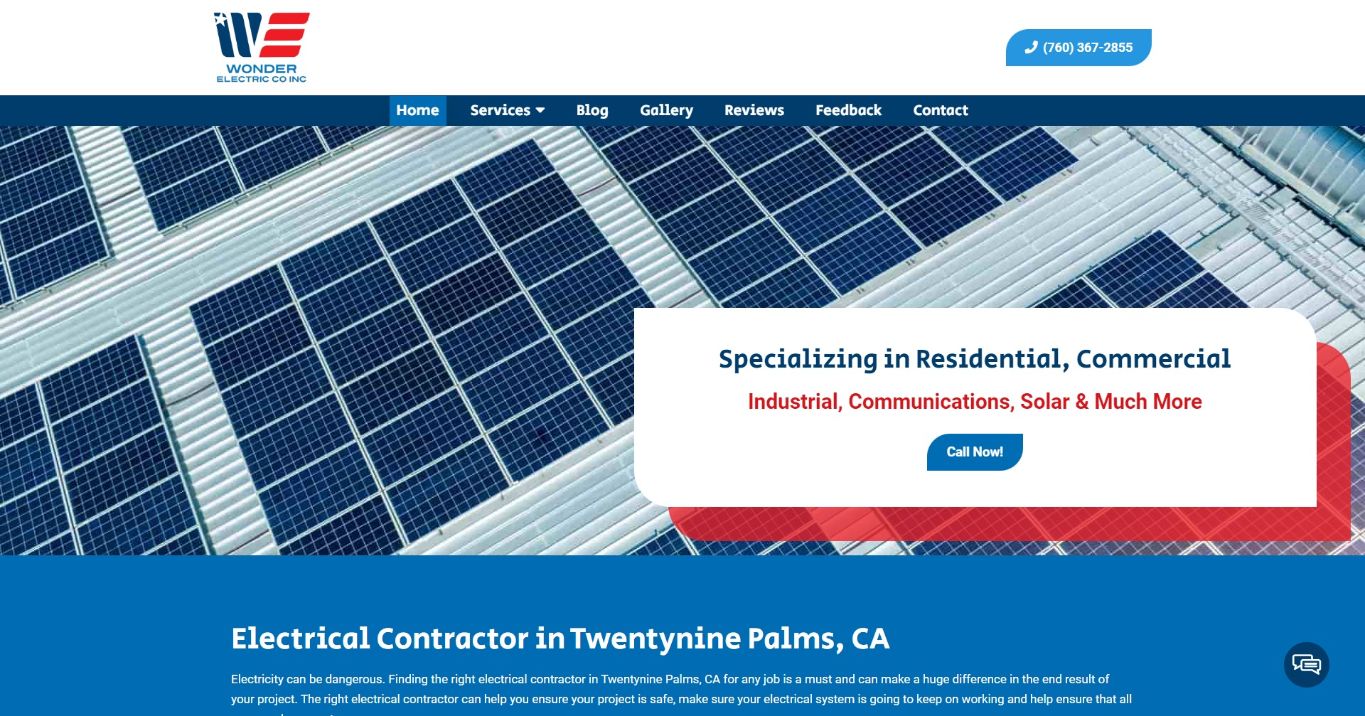 WE
WONDER
ELECTRIC CO INC
(760) 367-2855
Home Services Blog Gallery Reviews Feedback Contact
Specializing in Residential, Commercial
Industrial, Communications, Solar & Much More
Call Now!
Electrical Contractor in Twentynine Palms, CA
Electricity can be dangerous. Finding the right electrical contractor in Twentynine Palms, CA for any job is a must and can make a huge difference in the end result of
your project. The right electrical contractor can help you ensure your project is safe, make sure your electrical system is going to keep on working and help ensure that all